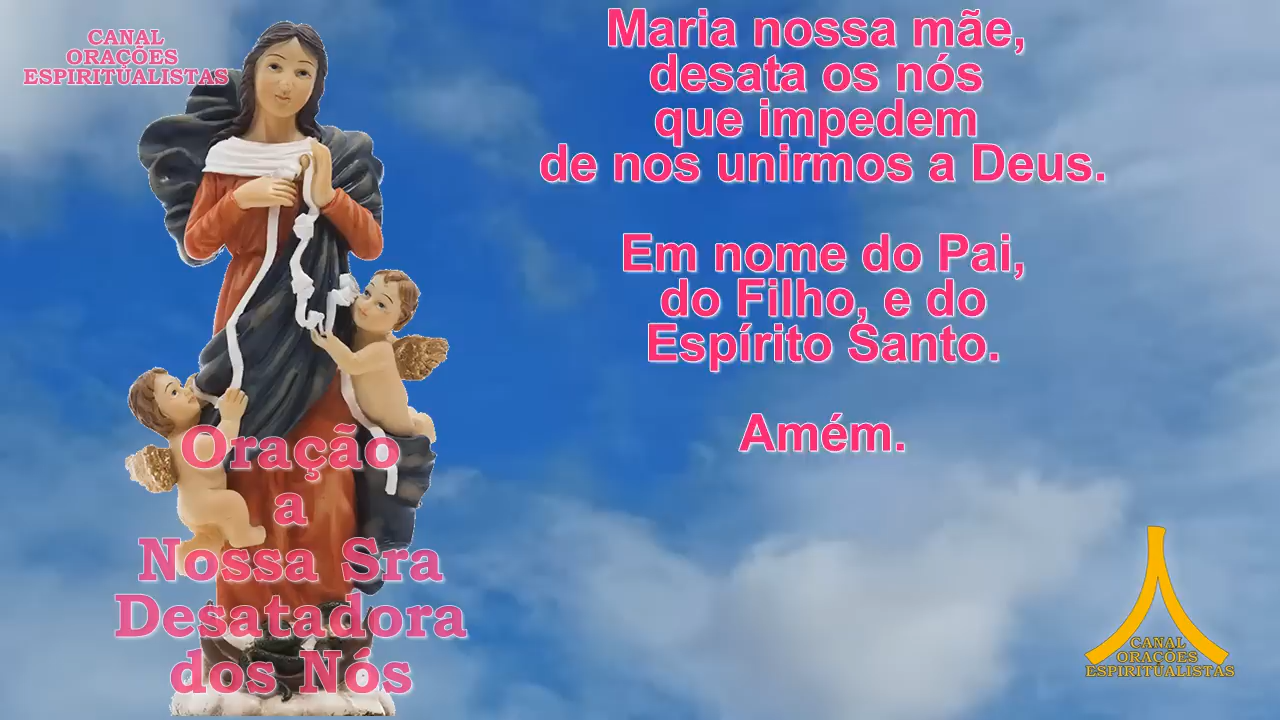 CANAL
ORAÇÕES
ESPIRITUALISTAS
Maria nossa mãe,
desata os nós
que impedem
de nos unirmos a Deus.
Em nome do Pai,
do Filho, e do
Espírito Santo.
Amém.
Oração
a
Nossa Sra
Desatadora
dos Nós
CANAL
ORAÇÕES
ESPIRITUALISTAS